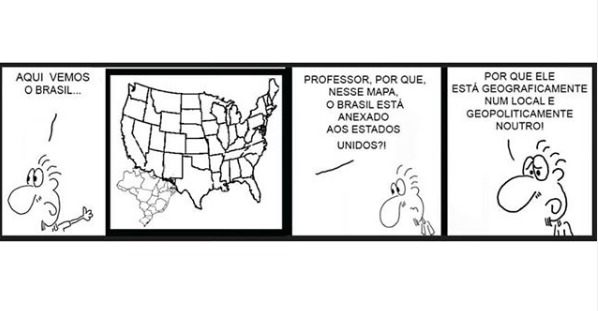 AQUI VEMOS
O BRASIL...
PROFESSOR, POR QUE,
NESSE MAPA,
O BRASIL ESTÁ
ANEXADO
AOS ESTADOS
UNIDOS?!
POR QUE ELE
ESTÁ GEOGRAFICAMENTE
NUM LOCAL E
GEOPOLITICAMENTE
NOUTRO!